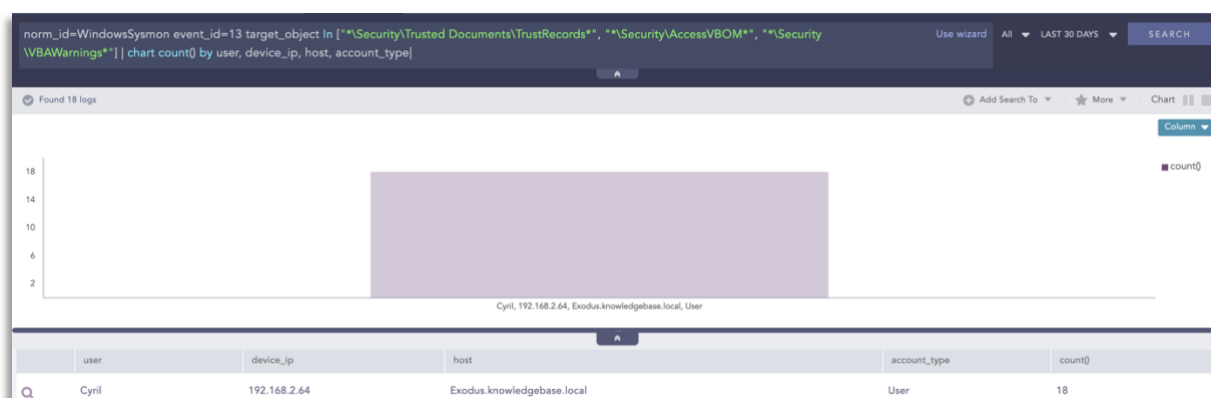 norm_id=WindowsSysmon event_id=13 target_object In ["*\Security\Trusted Documents\TrustRecords*", "*\Security\AccessVBOM*", "*\Security
\VBAWarnings*"] | chart count() by user, device_ip, host, account_type
Use wizard All LAST 30 DAYS SEARCH
Found 18 logs Add Search To More Chart
Column
count()
18
14
10
6
2
Cyril, 192.168.2.64, Exodus.knowledgebase.local, User
user device_ip host account_type count()
Cyril 192.168.2.64 Exodus.knowledgebase.local User 18